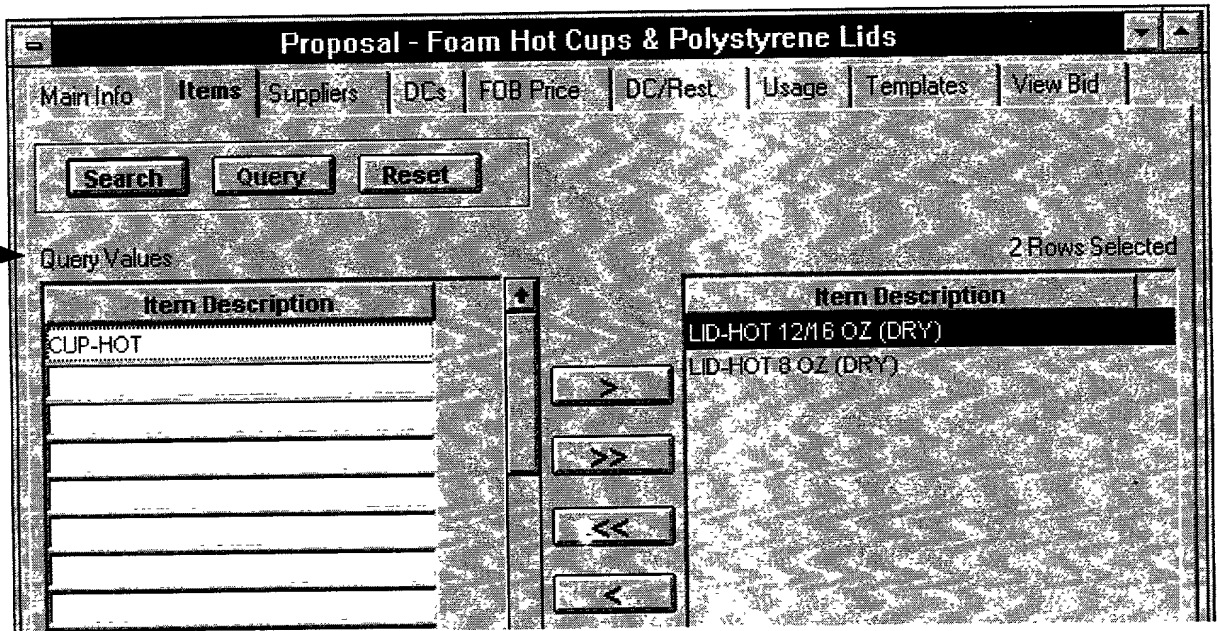 Proposal - Foam Hot Cups & Polystyrene Lids
Main Info Items Suppliers DCs FOB Price DC/Rest. Usage Templates View Bid
Search Query Reset
Query Values
2 Rows Selected
Item Description
CUP-HOT
Item Description
LID-HOT 12/16 OZ (DRY)
LID-HOT 8 OZ (DRY)
>
>>
<<
<